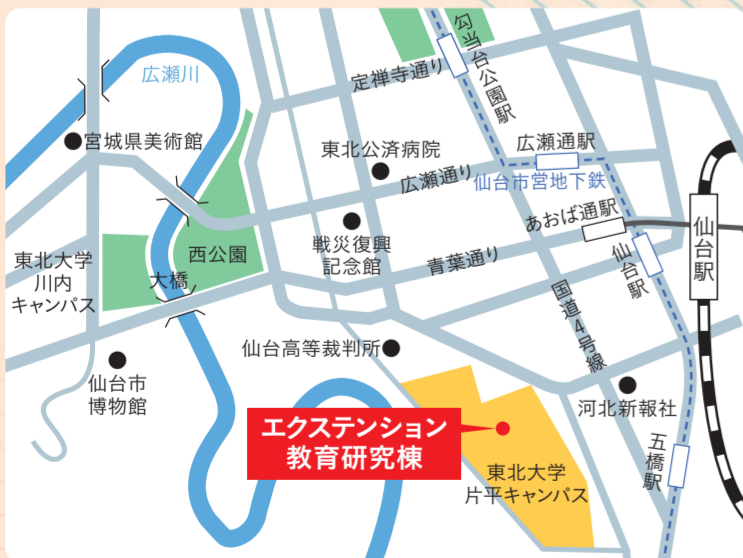 勾当台公園駅
定禅寺通り
広瀬川
宮城県美術館
東北公済病院
広瀬通駅
広瀬通り
仙台市営地下鉄
あおば通駅
仙台駅
仙台駅
戦災復興
記念館
青葉通り
西公園
東北大学
川内
キャンパス
大橋
国道4号線
仙台高等裁判所
仙台市
博物館
河北新報社
エクステンション
教育研究棟
五橋駅
東北大学
片平キャンパス